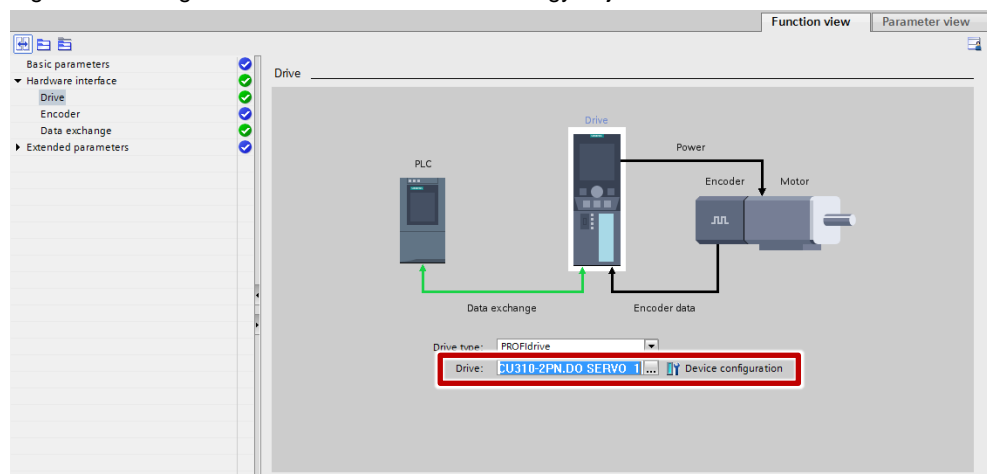 Function view
Parameter view
Basic parameters
Hardware interface
Drive
Encoder
Data exchange
Extended parameters
Drive
Drive
PLC
Power
Encoder
Motor
Data exchange
Encoder data
Drive type: PROFIdrive
Drive: CU310-2PN.DO SERVO_1 ... Device configuration